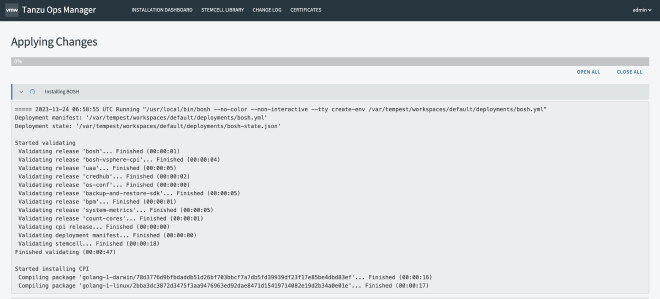 vmw Tanzu Ops Manager
INSTALLATION DASHBOARD STEMCELL LIBRARY CHANGE LOG CERTIFICATES
admin
Applying Changes
0%
OPEN ALL CLOSE ALL
Installing BOSH
===== 2023-11-24 06:58:55 UTC Running "/usr/local/bin/bosh --no-color --non-interactive --tty create-env /var/tempest/workspaces/default/deployments/bosh.yml"
Deployment manifest: '/var/tempest/workspaces/default/deployments/bosh.yml'
Deployment state: '/var/tempest/workspaces/default/deployments/bosh-state.json'
Started validating
Validating release 'bosh'... Finished (00:00:01)
Validating release 'bosh-vsphere-cpi'... Finished (00:00:04)
Validating release 'uaa'... Finished (00:00:05)
Validating release 'credhub'... Finished (00:00:02)
Validating release 'os-conf'... Finished (00:00:00)
Validating release 'backup-and-restore-sdk'... Finished (00:00:05)
Validating release 'bpm'... Finished (00:00:01)
Validating release 'system-metrics'... Finished (00:00:05)
Validating release 'count-cores'... Finished (00:00:01)
Validating cpi release... Finished (00:00:00)
Validating deployment manifest... Finished (00:00:00)
Validating stemcell... Finished (00:00:18)
Finished validating (00:00:47)
Started installing CPI
Compiling package 'golang-1-darwin/... Finished (00:00:16)
Compiling package 'golang-1-linux/... Finished (00:00:17)